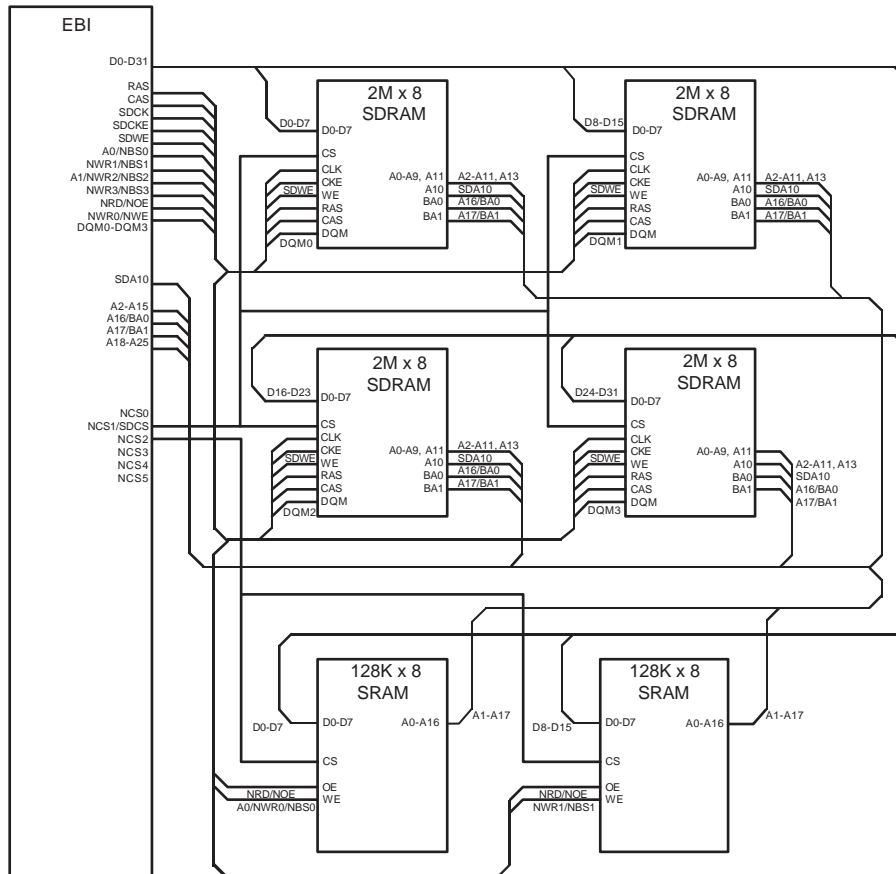 EBI
D0-D31
RAS
CAS
SDCK
SDCKE
SDWE
A0/NBS0
NWR1/NBS1
A1/NWR2/NBS2
NWR3/NBS3
NRD/NOE
NWR0/NWE
DQM0-DQM3
SDA10
A2-A15
A16/BA0
A17/BA1
A18-A25
NCS0
NCS1/SDCS
NCS2
NCS3
NCS4
NCS5
2M x 8
SDRAM
D0-D7
D0-D7
CS
CLK
CKE
SDWE
WE
RAS
CAS
DQM
DQM0
A0-A9, A11
A10
BA0
BA1
A2-A11, A13
SDA10
A16/BA0
A17/BA1
2M x 8
SDRAM
D8-D15
D0-D7
CS
CLK
CKE
SDWE
WE
RAS
CAS
DQM
DQM1
A0-A9, A11
A10
BA0
BA1
A2-A11, A13
SDA10
A16/BA0
A17/BA1
2M x 8
SDRAM
D16-D23
D0-D7
CS
CLK
CKE
SDWE
WE
RAS
CAS
DQM
DQM2
A0-A9, A11
A10
BA0
BA1
A2-A11, A13
SDA10
A16/BA0
A17/BA1
2M x 8
SDRAM
D24-D31
D0-D7
CS
CLK
CKE
SDWE
WE
RAS
CAS
DQM
DQM3
A0-A9, A11
A10
BA0
BA1
A2-A11, A13
SDA10
A16/BA0
A17/BA1
128K x 8
SRAM
D0-D7
D0-D7
A0-A16
A1-A17
CS
OE
NRD/NOE
WE
A0/NWR0/NBS0
128K x 8
SRAM
D8-D15
D0-D7
A0-A16
A1-A17
CS
OE
NRD/NOE
WE
NWR1/NBS1